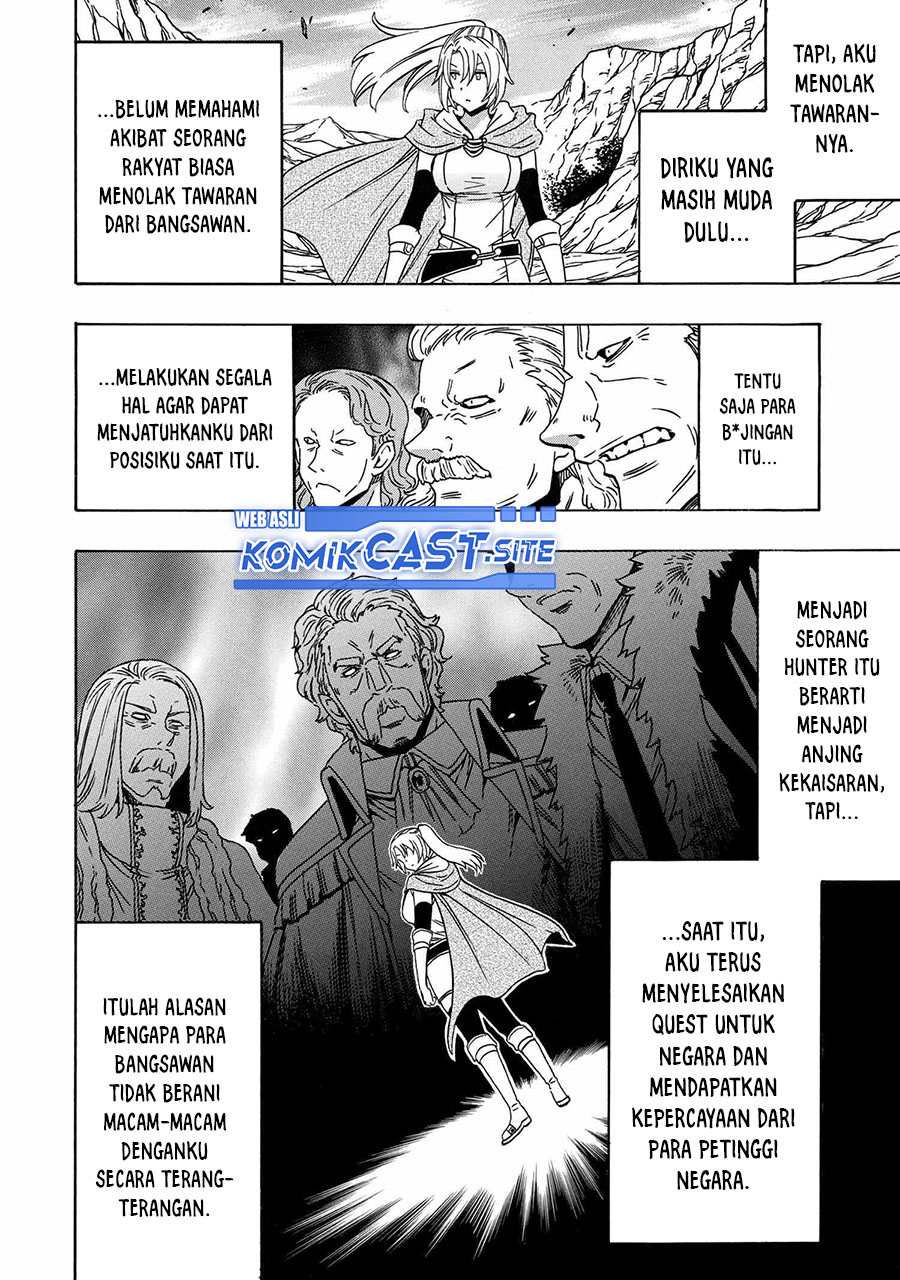 TAPI, AKU
MENOLAK
TAWARAN-
NYA.
DIRIKU YANG
MASIH MUDA
DULU...
...BELUM MEMAHAMI
AKIBAT SEORANG
RAKYAT BIASA
MENOLAK TAWARAN
DARI BANGSAWAN.
TENTU
SAJA PARA
B*JINGAN
ITU...
...MELAKUKAN SEGALA
HAL AGAR DAPAT
MENJATUHKANKU DARI
POSISIKU SAAT ITU.
WEB ASLI
KOMIKCAST.SITE
MENJADI
SEORANG
HUNTER ITU
BERARTI
MENJADI
ANJING
KEKAISARAN,
TAPI...
...SAAT ITU,
AKU TERUS
MENYELESAIKAN
QUEST UNTUK
NEGARA DAN
MENDAPATKAN
KEPERCAYAAN DARI
PARA PETINGGI
NEGARA.
ITULAH ALASAN
MENGAPA PARA
BANGSAWAN
TIDAK BERANI
MACAM-MACAM
DENGANKU
SECARA TERANG-
TERANGAN.